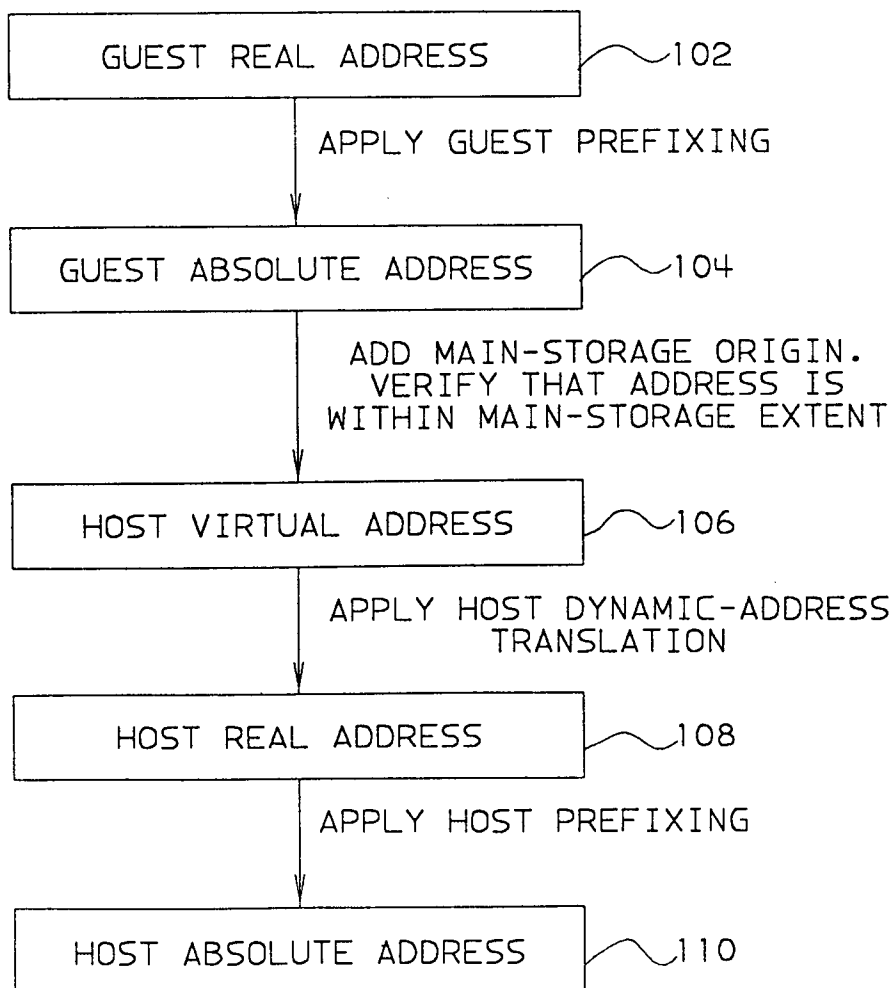 GUEST REAL ADDRESS 102
APPLY GUEST PREFIXING
GUEST ABSOLUTE ADDRESS 104
ADD MAIN-STORAGE ORIGIN.
VERIFY THAT ADDRESS IS
WITHIN MAIN-STORAGE EXTENT
HOST VIRTUAL ADDRESS 106
APPLY HOST DYNAMIC-ADDRESS
TRANSLATION
HOST REAL ADDRESS 108
APPLY HOST PREFIXING
HOST ABSOLUTE ADDRESS 110